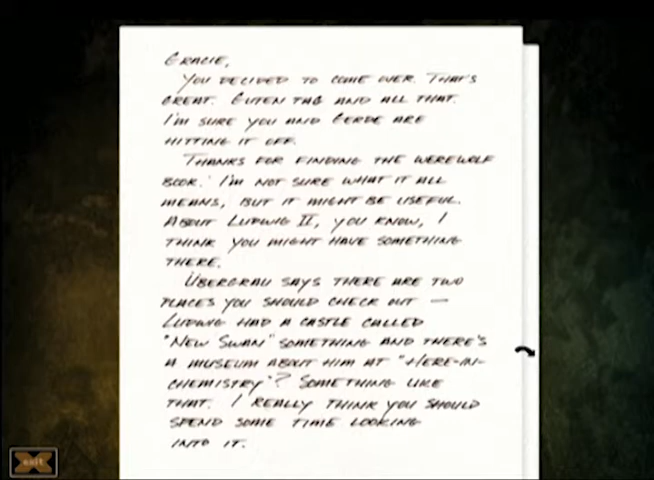 GRACIE,
YOU DECIDED TO COME OVER. THAT'S
GREAT. GUTEN TAG AND ALL THAT.
I'M SURE YOU AND GERDE ARE
HITTING IT OFF.
THANKS FOR FINDING THE WEREWOLF
BOOK. I'M NOT SURE WHAT IT ALL
MEANS, BUT IT MIGHT BE USEFUL.
ABOUT LUDWIG II, YOU KNOW, I
THINK YOU MIGHT HAVE SOMETHING
THERE.
ÜBERGRAU SAYS THERE ARE TWO
PLACES YOU SHOULD CHECK OUT —
LUDWIG HAD A CASTLE CALLED
"NEW SWAN" SOMETHING AND THERE'S
A MUSEUM ABOUT HIM AT "HERE-IN-
CHEMISTRY"? SOMETHING LIKE
THAT. I REALLY THINK YOU SHOULD
SPEND SOME TIME LOOKING
INTO IT.
exit